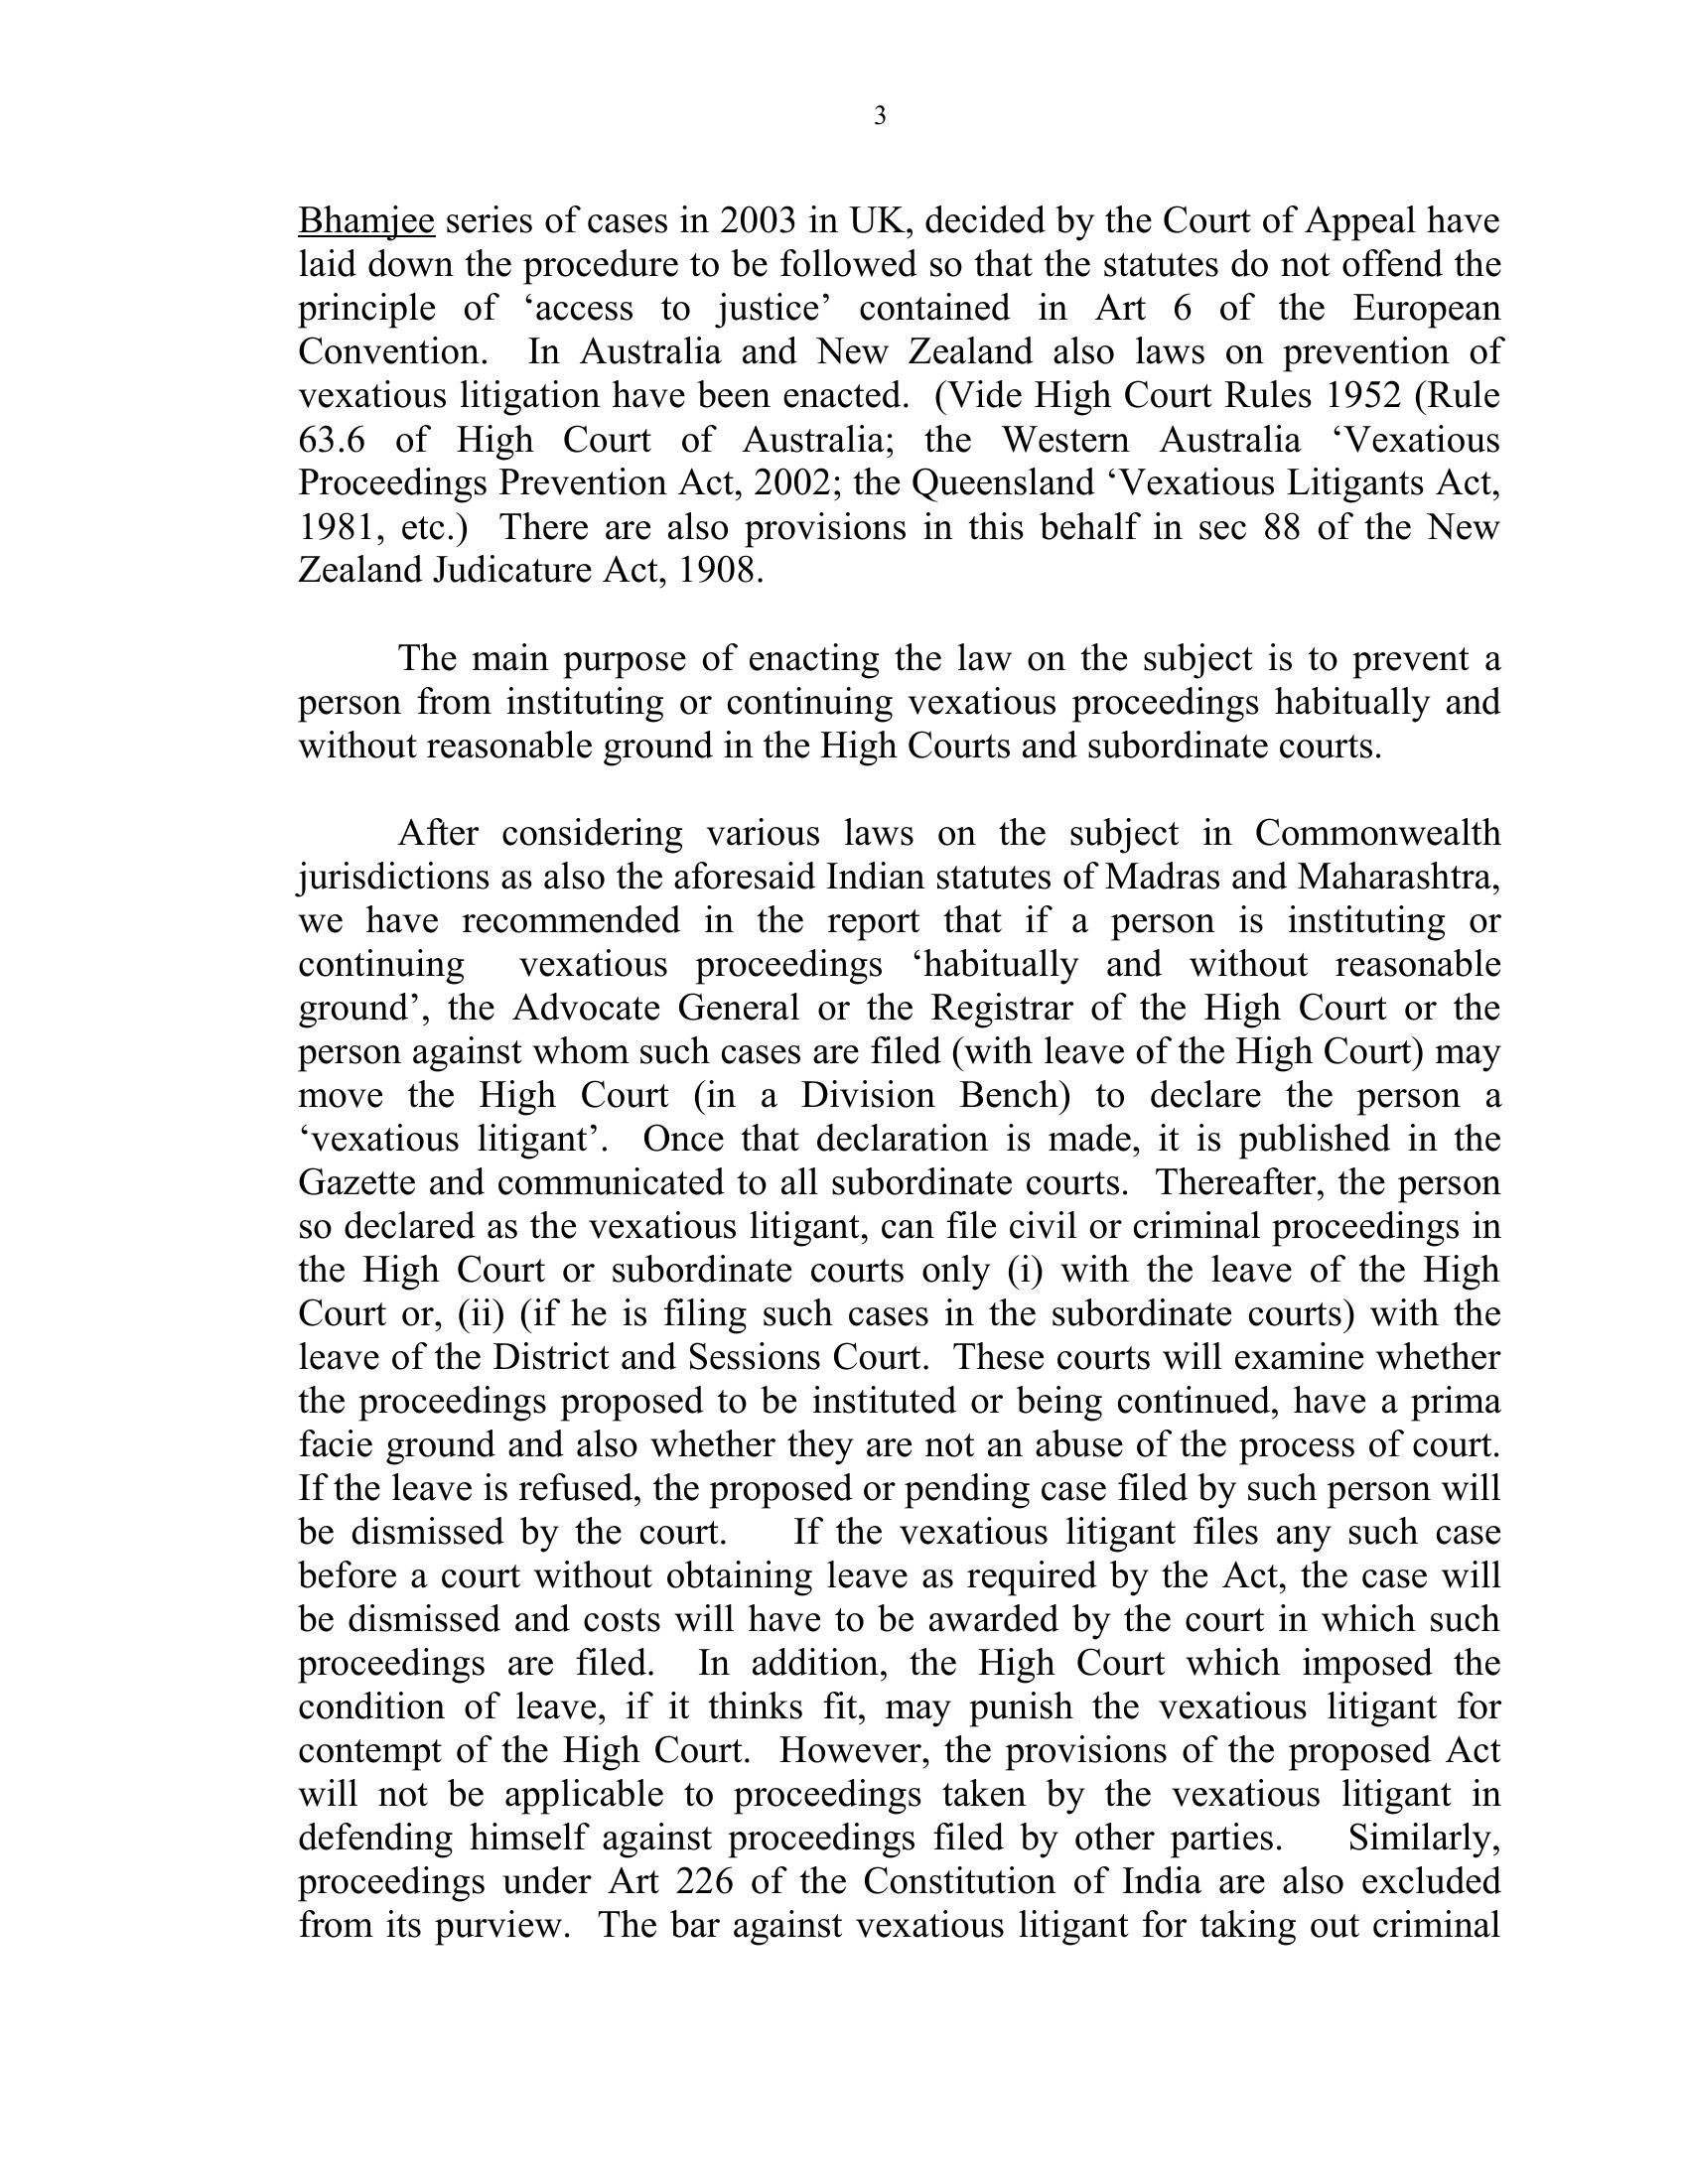 3
Bhamjee series of cases in 2003 in UK, decided by the Court of Appeal have
laid down the procedure to be followed so that the statutes do not offend the
principle of ‘access to justice’ contained in Art 6 of the European
Convention. In Australia and New Zealand also laws on prevention of
vexatious litigation have been enacted. (Vide High Court Rules 1952 (Rule
63.6 of High Court of Australia; the Western Australia ‘Vexatious
Proceedings Prevention Act, 2002; the Queensland ‘Vexatious Litigants Act,
1981, etc.) There are also provisions in this behalf in sec 88 of the New
Zealand Judicature Act, 1908.
The main purpose of enacting the law on the subject is to prevent a
person from instituting or continuing vexatious proceedings habitually and
without reasonable ground in the High Courts and subordinate courts.
After considering various laws on the subject in Commonwealth
jurisdictions as also the aforesaid Indian statutes of Madras and Maharashtra,
we have recommended in the report that if a person is instituting or
continuing vexatious proceedings ‘habitually and without reasonable
ground’, the Advocate General or the Registrar of the High Court or the
person against whom such cases are filed (with leave of the High Court) may
move the High Court (in a Division Bench) to declare the person a
‘vexatious litigant’. Once that declaration is made, it is published in the
Gazette and communicated to all subordinate courts. Thereafter, the person
so declared as the vexatious litigant, can file civil or criminal proceedings in
the High Court or subordinate courts only (i) with the leave of the High
Court or, (ii) (if he is filing such cases in the subordinate courts) with the
leave of the District and Sessions Court. These courts will examine whether
the proceedings proposed to be instituted or being continued, have a prima
facie ground and also whether they are not an abuse of the process of court.
If the leave is refused, the proposed or pending case filed by such person will
be dismissed by the court. If the vexatious litigant files any such case
before a court without obtaining leave as required by the Act, the case will
be dismissed and costs will have to be awarded by the court in which such
proceedings are filed. In addition, the High Court which imposed the
condition of leave, if it thinks fit, may punish the vexatious litigant for
contempt of the High Court. However, the provisions of the proposed Act
will not be applicable to proceedings taken by the vexatious litigant in
defending himself against proceedings filed by other parties. Similarly,
proceedings under Art 226 of the Constitution of India are also excluded
from its purview. The bar against vexatious litigant for taking out criminal